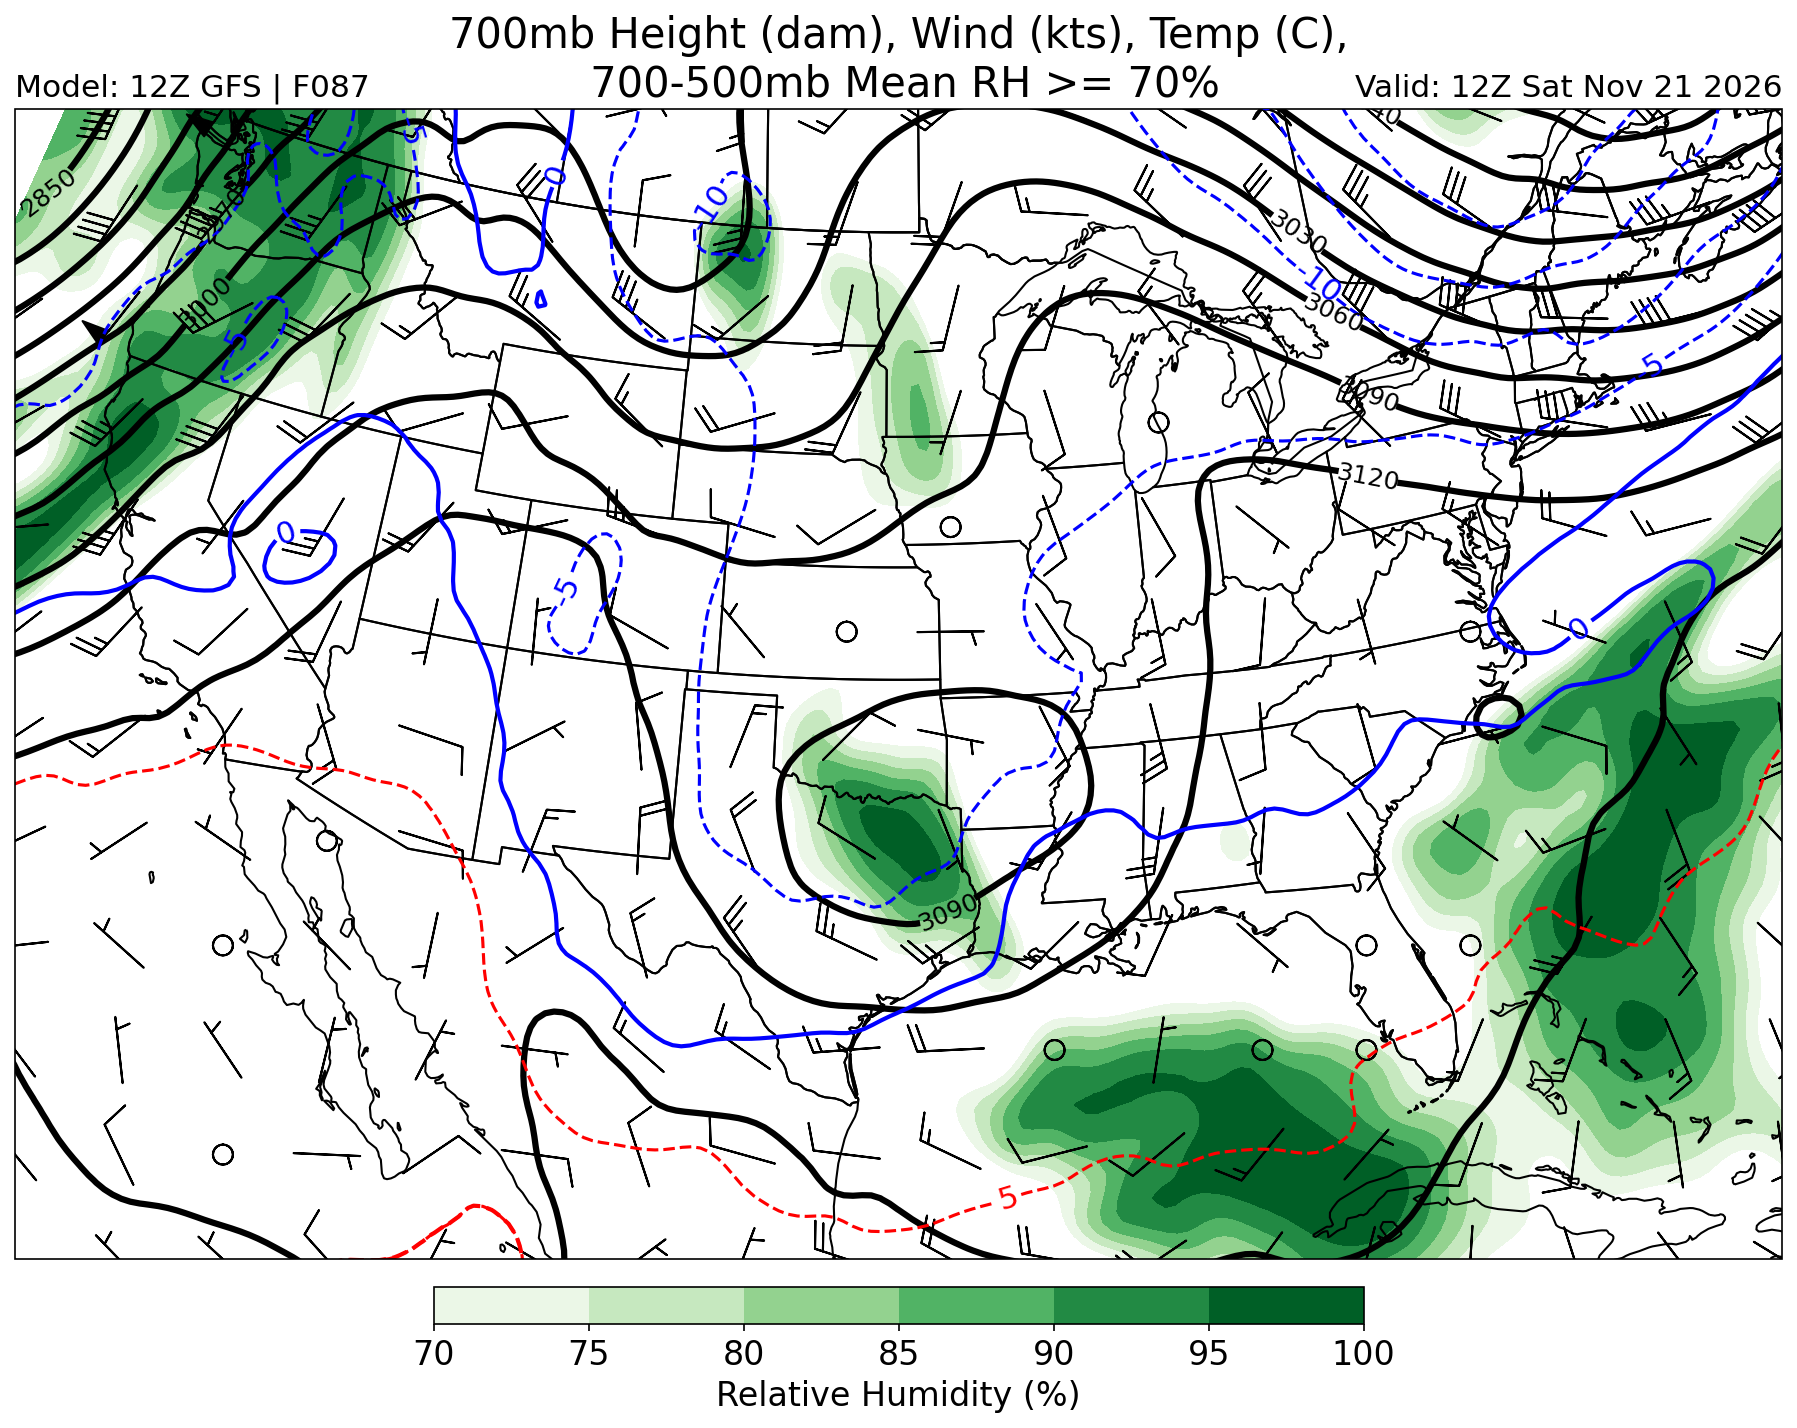 700mb Height (dam), Wind (kts), Temp (C),
700-500mb Mean RH >= 70%
Model: 12Z GFS | F087
Valid: 12Z Sat Nov 21 2026
2850
3000
-5
-5
0
-10
3030
-10
3060
-5
3090
3120
0
-5
0
3090
5
70 75 80 85 90 95 100
Relative Humidity (%)